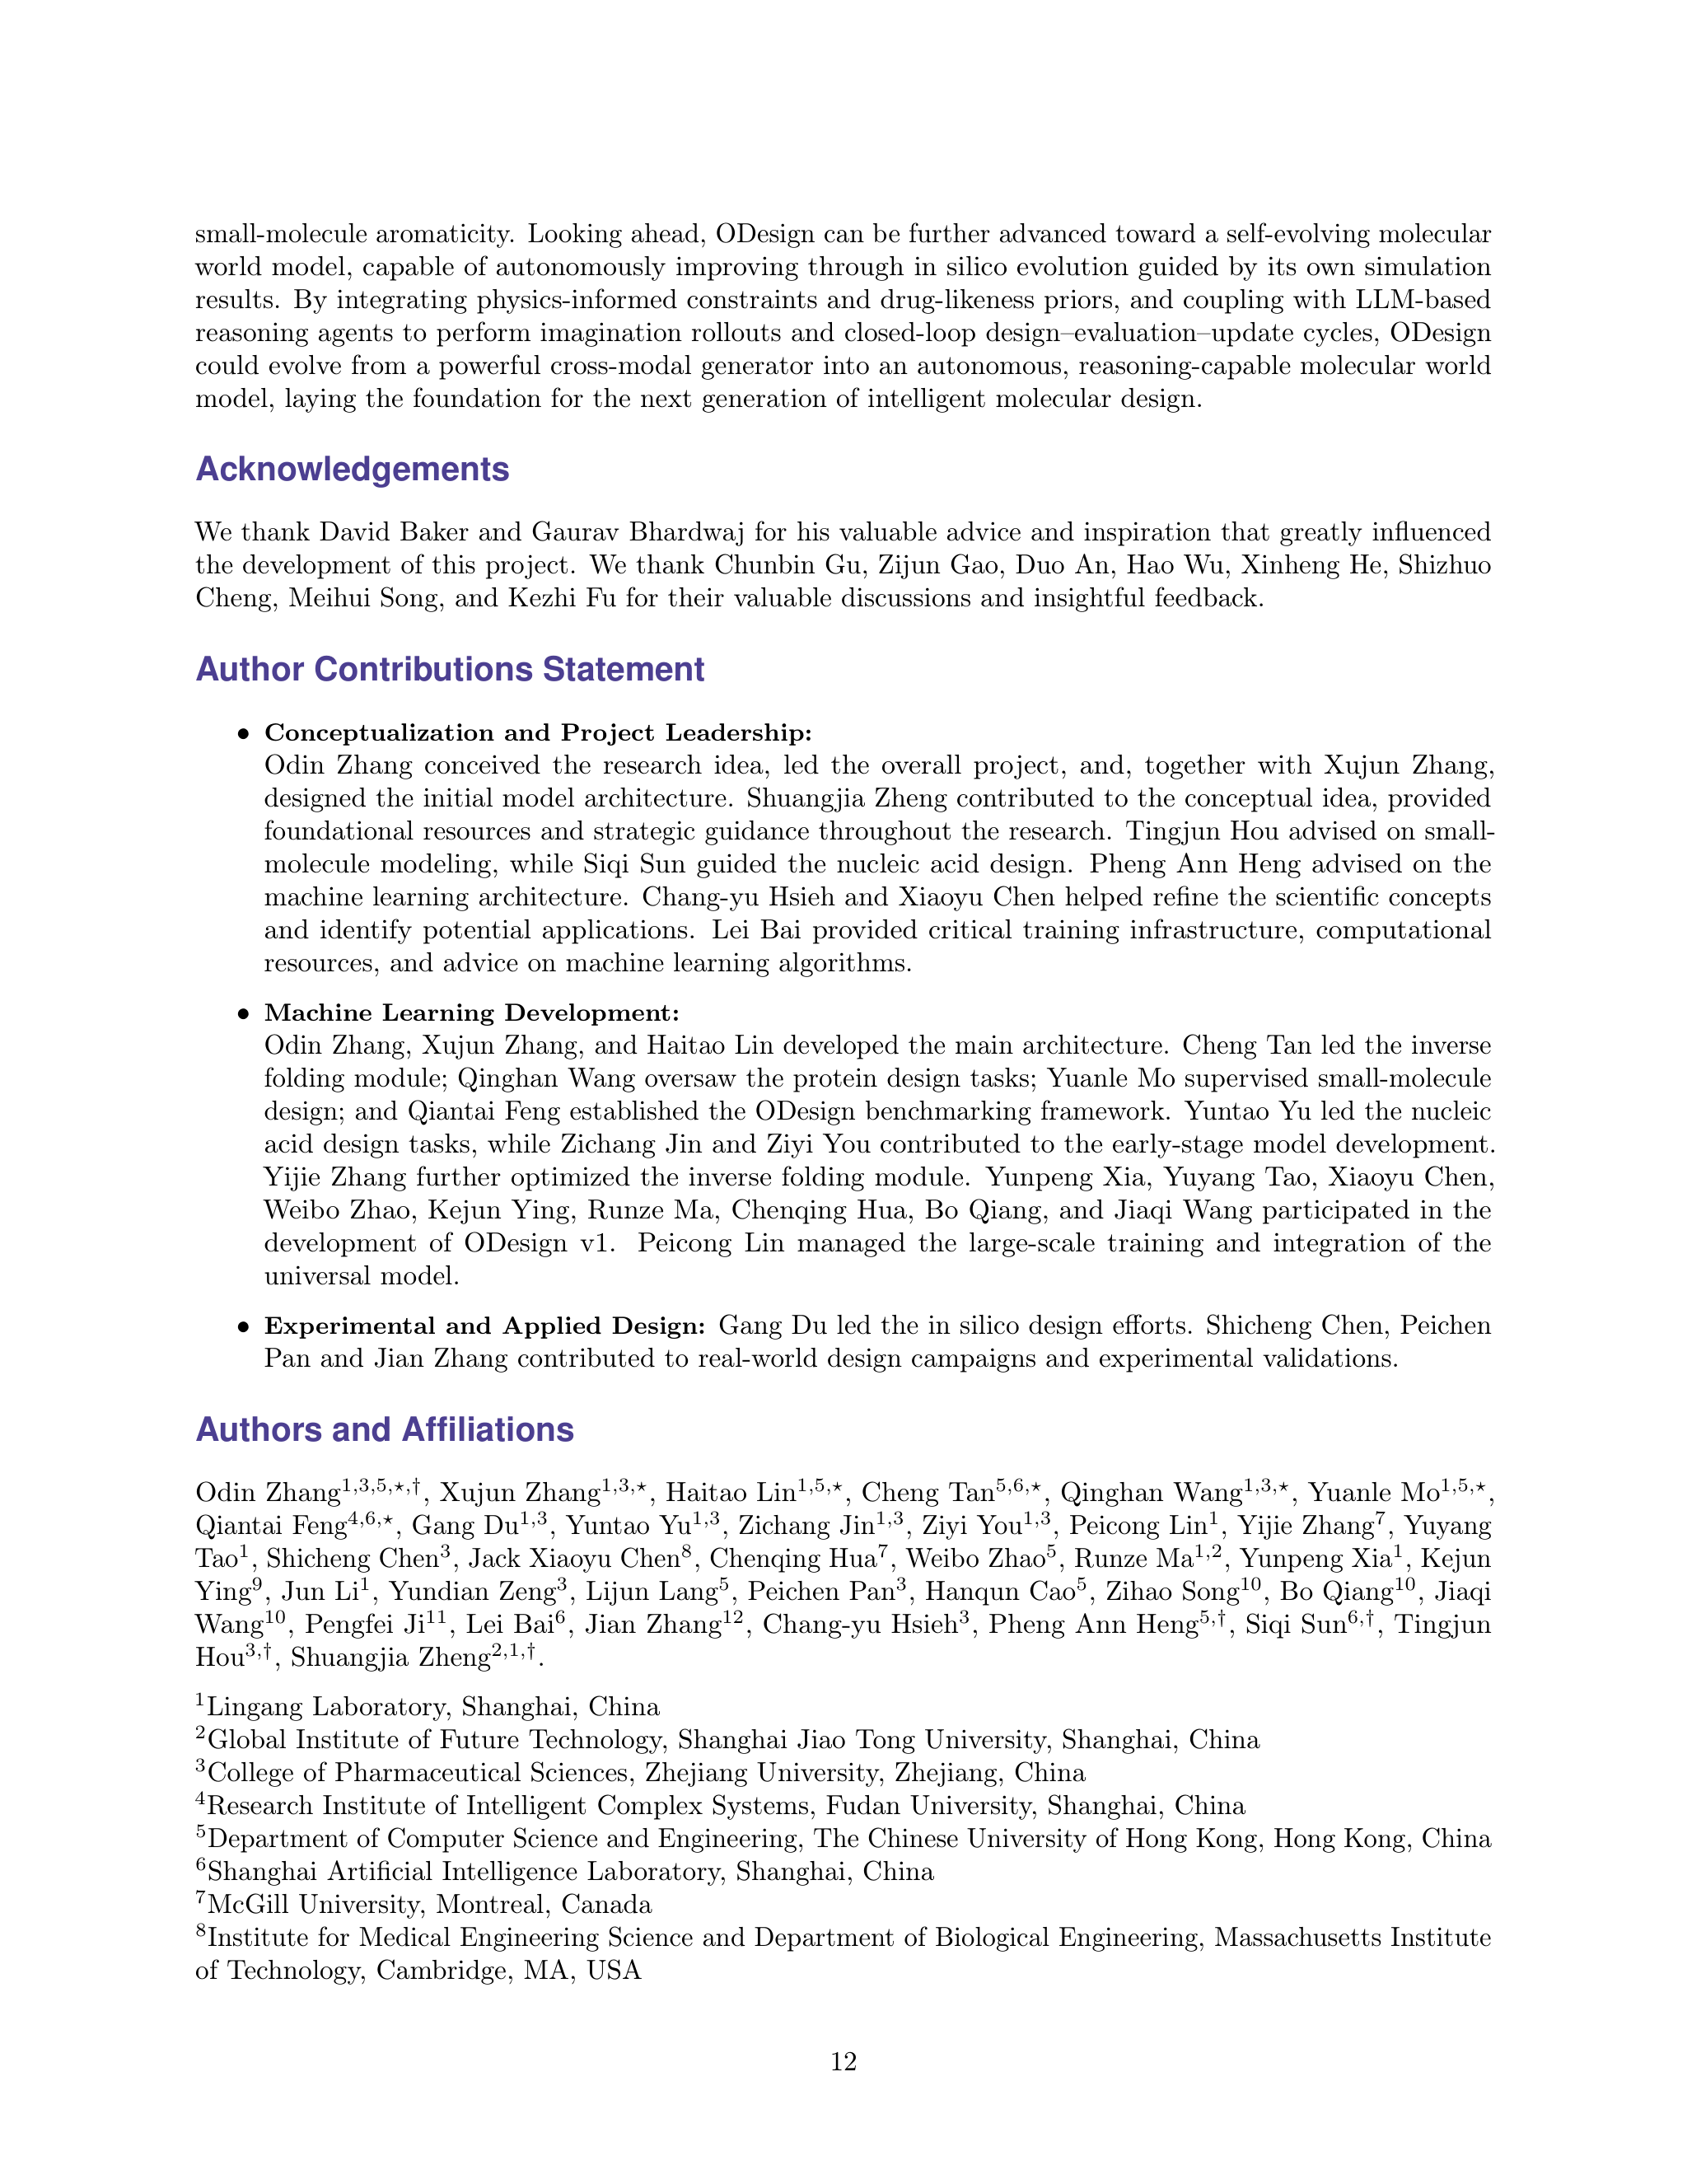 small-molecule aromaticity. Looking ahead, ODesign can be further advanced toward a self-evolving molecular
world model, capable of autonomously improving through in silico evolution guided by its own simulation
results. By integrating physics-informed constraints and drug-likeness priors, and coupling with LLM-based
reasoning agents to perform imagination rollouts and closed-loop design–evaluation–update cycles, ODesign
could evolve from a powerful cross-modal generator into an autonomous, reasoning-capable molecular world
model, laying the foundation for the next generation of intelligent molecular design.
Acknowledgements
We thank David Baker and Gaurav Bhardwaj for his valuable advice and inspiration that greatly influenced
the development of this project. We thank Chunbin Gu, Zijun Gao, Duo An, Hao Wu, Xinheng He, Shizhuo
Cheng, Meihui Song, and Kezhi Fu for their valuable discussions and insightful feedback.
Author Contributions Statement
• Conceptualization and Project Leadership:
Odin Zhang conceived the research idea, led the overall project, and, together with Xujun Zhang,
designed the initial model architecture. Shuangjia Zheng contributed to the conceptual idea, provided
foundational resources and strategic guidance throughout the research. Tingjun Hou advised on small-
molecule modeling, while Siqi Sun guided the nucleic acid design. Pheng Ann Heng advised on the
machine learning architecture. Chang-yu Hsieh and Xiaoyu Chen helped refine the scientific concepts
and identify potential applications. Lei Bai provided critical training infrastructure, computational
resources, and advice on machine learning algorithms.
• Machine Learning Development:
Odin Zhang, Xujun Zhang, and Haitao Lin developed the main architecture. Cheng Tan led the inverse
folding module; Qinghan Wang oversaw the protein design tasks; Yuanle Mo supervised small-molecule
design; and Qiantai Feng established the ODesign benchmarking framework. Yuntao Yu led the nucleic
acid design tasks, while Zichang Jin and Ziyi You contributed to the early-stage model development.
Yijie Zhang further optimized the inverse folding module. Yunpeng Xia, Yuyang Tao, Xiaoyu Chen,
Weibo Zhao, Kejun Ying, Runze Ma, Chenqing Hua, Bo Qiang, and Jiaqi Wang participated in the
development of ODesign v1. Peicong Lin managed the large-scale training and integration of the
universal model.
• Experimental and Applied Design: Gang Du led the in silico design efforts. Shicheng Chen, Peichen
Pan and Jian Zhang contributed to real-world design campaigns and experimental validations.
Authors and Affiliations
Odin Zhang1,3,5,⋆,†, Xujun Zhang1,3,⋆, Haitao Lin1,5,⋆, Cheng Tan5,6,⋆, Qinghan Wang1,3,⋆, Yuanle Mo1,5,⋆,
Qiantai Feng4,6,⋆, Gang Du1,3, Yuntao Yu1,3, Zichang Jin1,3, Ziyi You1,3, Peicong Lin1, Yijie Zhang7, Yuyang
Tao1, Shicheng Chen3, Jack Xiaoyu Chen8, Chenqing Hua7, Weibo Zhao5, Runze Ma1,2, Yunpeng Xia1, Kejun
Ying9, Jun Li1, Yundian Zeng3, Lijun Lang5, Peichen Pan3, Hanqun Cao5, Zihao Song10, Bo Qiang10, Jiaqi
Wang10, Pengfei Ji11, Lei Bai6, Jian Zhang12, Chang-yu Hsieh3, Pheng Ann Heng5,†, Siqi Sun6,†, Tingjun
Hou3,†, Shuangjia Zheng2,1,†.
1Lingang Laboratory, Shanghai, China
2Global Institute of Future Technology, Shanghai Jiao Tong University, Shanghai, China
3College of Pharmaceutical Sciences, Zhejiang University, Zhejiang, China
4Research Institute of Intelligent Complex Systems, Fudan University, Shanghai, China
5Department of Computer Science and Engineering, The Chinese University of Hong Kong, Hong Kong, China
6Shanghai Artificial Intelligence Laboratory, Shanghai, China
7McGill University, Montreal, Canada
8Institute for Medical Engineering Science and Department of Biological Engineering, Massachusetts Institute
of Technology, Cambridge, MA, USA
12